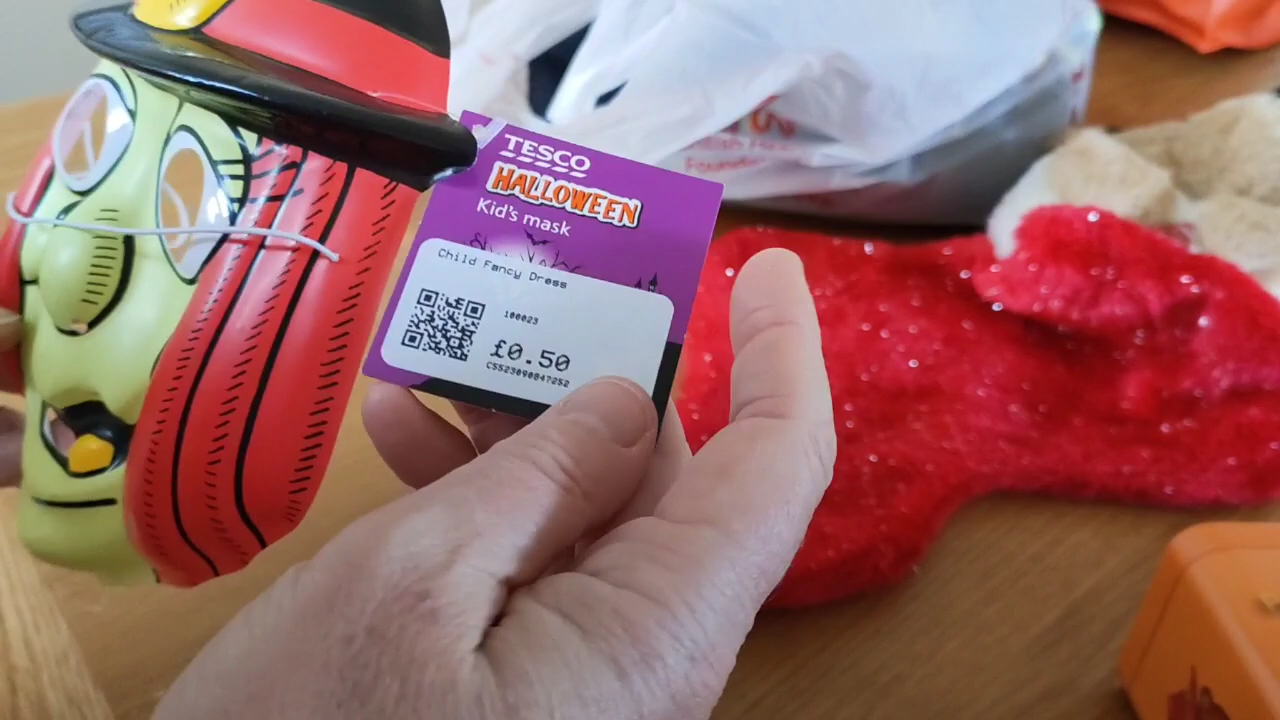 TESCO
HALLOWEEN
Kid's mask
Child Fancy Dress
100023
£0.50
C5523090847252